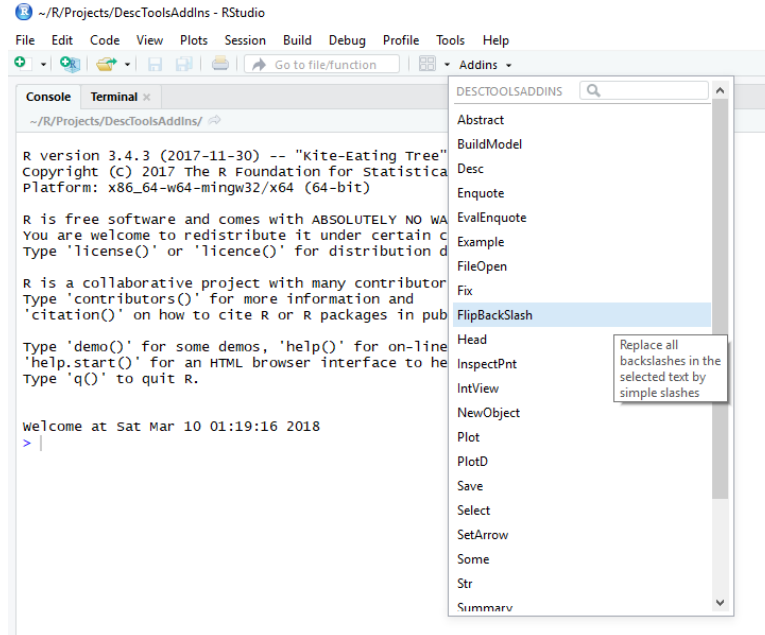 ~/R/Projects/DescToolsAddIns - RStudio
File Edit Code View Plots Session Build Debug Profile Tools Help
Go to file/function Addins
Console Terminal
~/R/Projects/DescToolsAddIns/
R version 3.4.3 (2017-11-30) -- "Kite-Eating Tree"
Copyright (C) 2017 The R Foundation for Statistica
Platform: x86_64-w64-mingw32/x64 (64-bit)
R is free software and comes with ABSOLUTELY NO WA
You are welcome to redistribute it under certain c
Type 'license()' or 'licence()' for distribution d
R is a collaborative project with many contributor
Type 'contributors()' for more information and
'citation()' on how to cite R or R packages in pub
Type 'demo()' for some demos, 'help()' for on-line
'help.start()' for an HTML browser interface to he
Type 'q()' to quit R.
Welcome at Sat Mar 10 01:19:16 2018
>
DESCTOOLSADDINS
Abstract
BuildModel
Desc
Enquote
EvalEnquote
Example
FileOpen
Fix
FlipBackSlash
Head
InspectPnt
IntView
NewObject
Plot
PlotD
Save
Select
SetArrow
Some
Str
Summary
Replace all
backslashes in the
selected text by
simple slashes